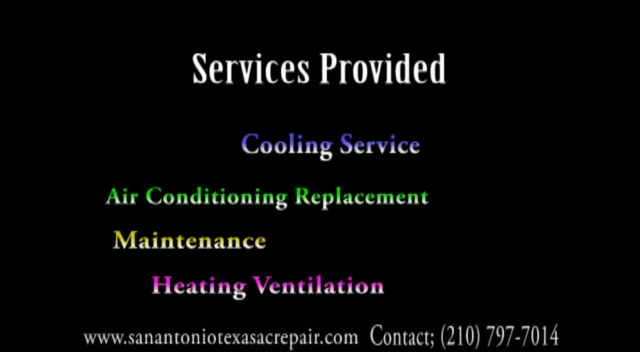 Services Provided
Cooling Service
Air Conditioning Replacement
Maintenance
Heating Ventilation
www.sanantoniotexasacrepair.com Contact; (210) 797-7014